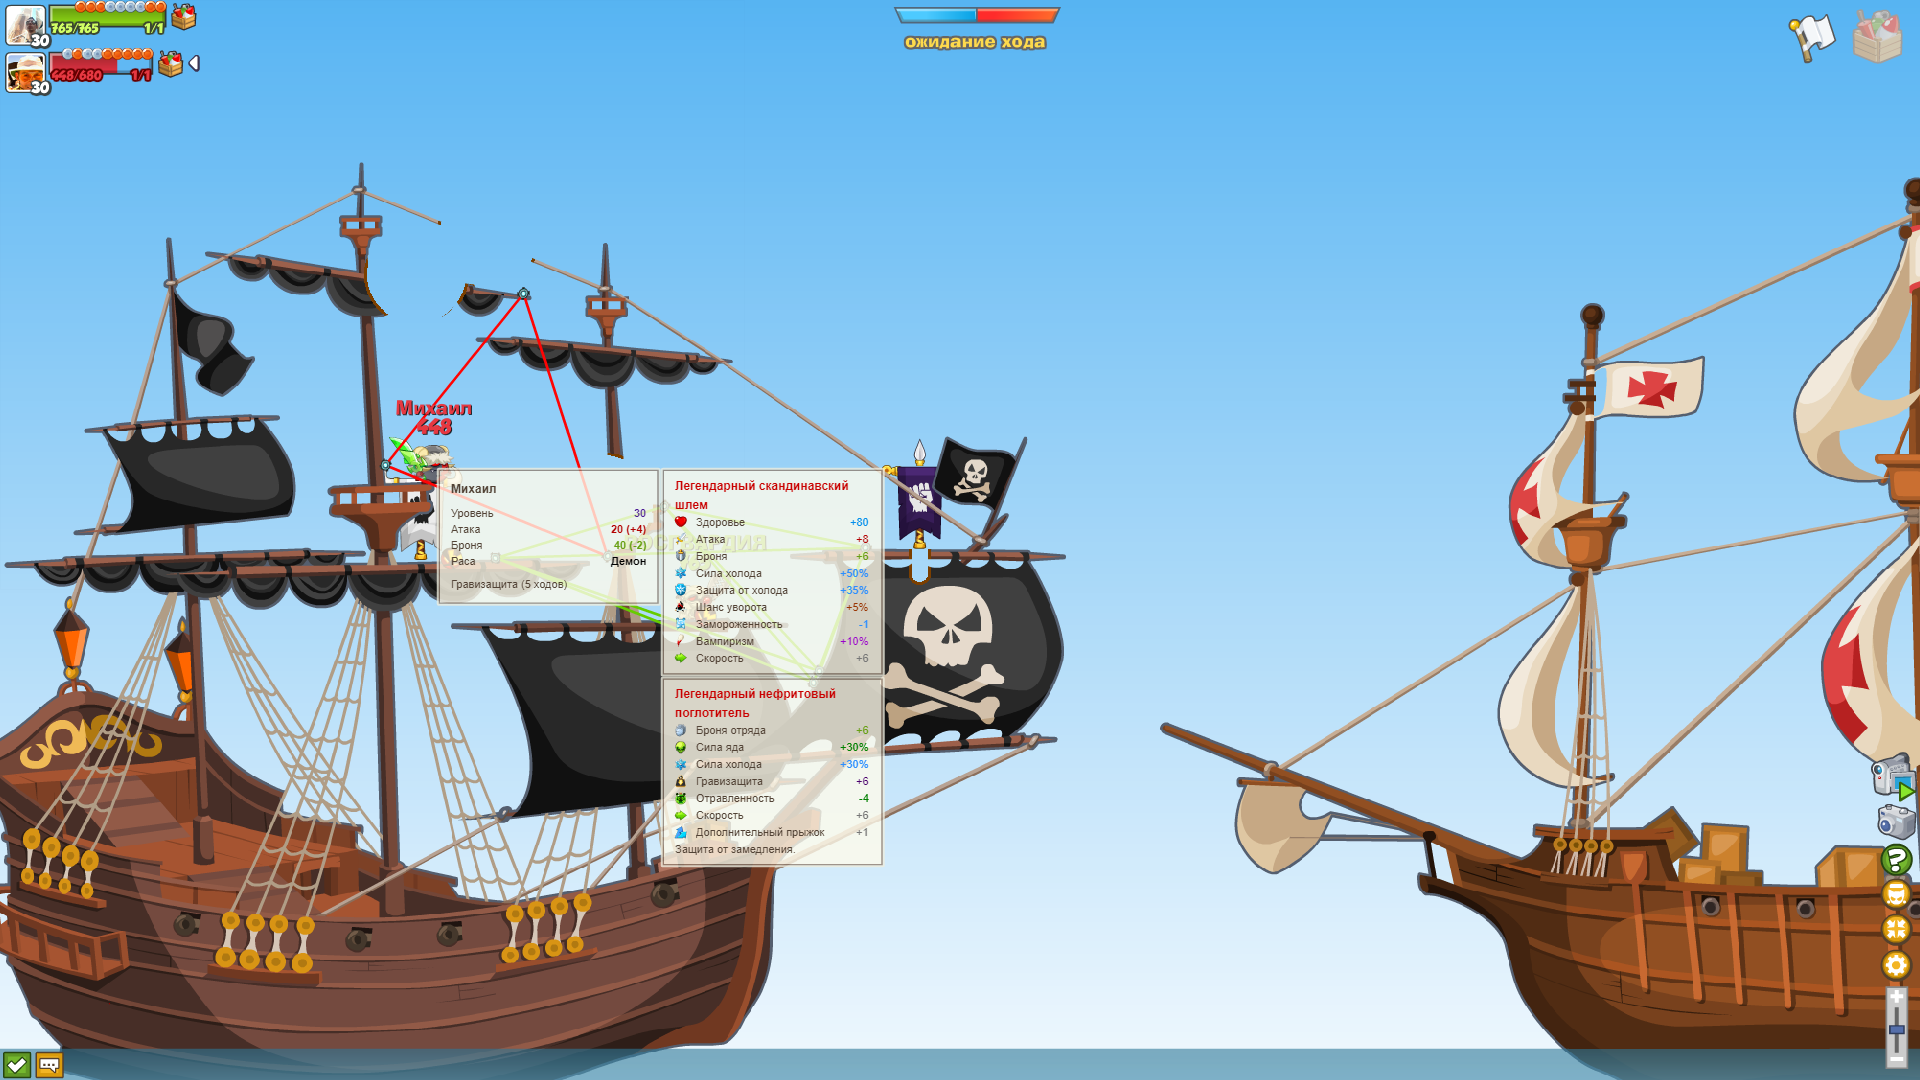 765/765
1/1
30
448/680
1/1
30
ожидание хода
Михаил
448
Михаил
Уровень 30
Атака 20 (+4)
Броня 40 (-2)
Раса Демон
Гравизащита (5 ходов)
Легендарный скандинавский
шлем
Здоровье +80
Атака +8
Броня +6
Сила холода +50%
Защита от холода +35%
Шанс уворота +5%
Замороженность -1
Вампиризм +10%
Скорость +6
Легендарный нефритовый
поглотитель
Броня отряда +6
Сила яда +30%
Сила холода +30%
Гравизащита +6
Отравленность -4
Скорость +6
Дополнительный прыжок +1
Защита от замедления.